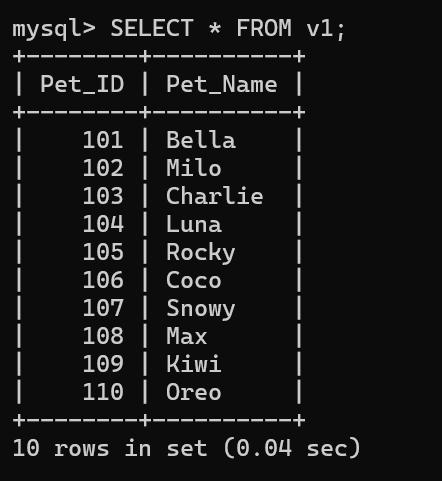 mysql> SELECT * FROM v1;
+--------+----------+
| Pet_ID | Pet_Name |
+--------+----------+
|    101 | Bella    |
|    102 | Milo     |
|    103 | Charlie  |
|    104 | Luna     |
|    105 | Rocky    |
|    106 | Coco     |
|    107 | Snowy    |
|    108 | Max      |
|    109 | Kiwi     |
|    110 | Oreo     |
+--------+----------+
10 rows in set (0.04 sec)